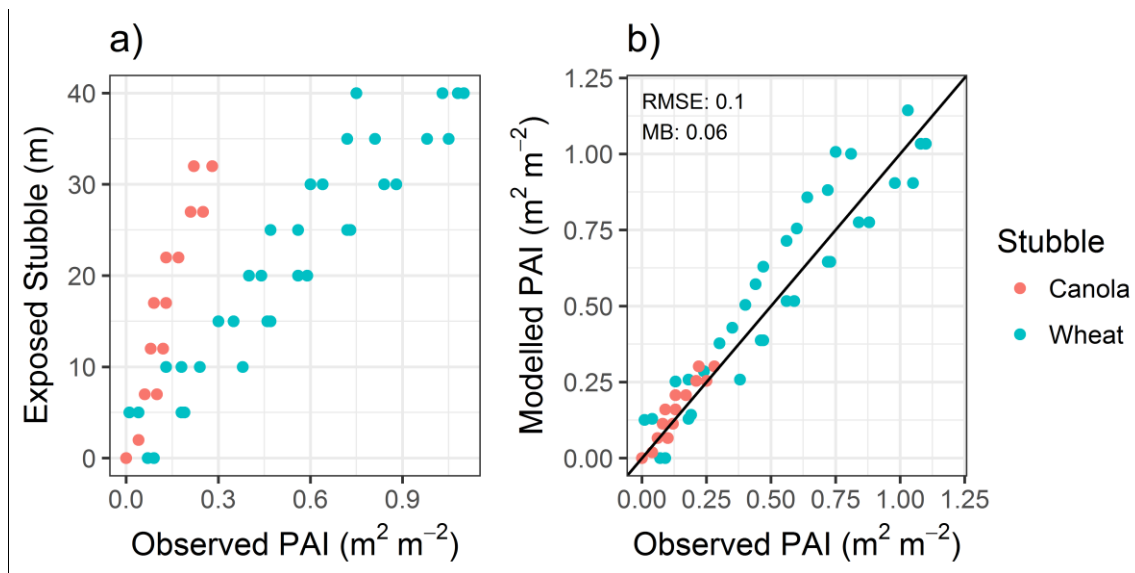 a)
Exposed Stubble (m)
40
30
20
10
0
0.0 0.3 0.6 0.9
Observed PAI (m² m⁻²)
b)
RMSE: 0.1
MB: 0.06
Modelled PAI (m² m⁻²)
1.25
1.00
0.75
0.50
0.25
0.00
0.00 0.25 0.50 0.75 1.00 1.25
Observed PAI (m² m⁻²)
Stubble
Canola
Wheat